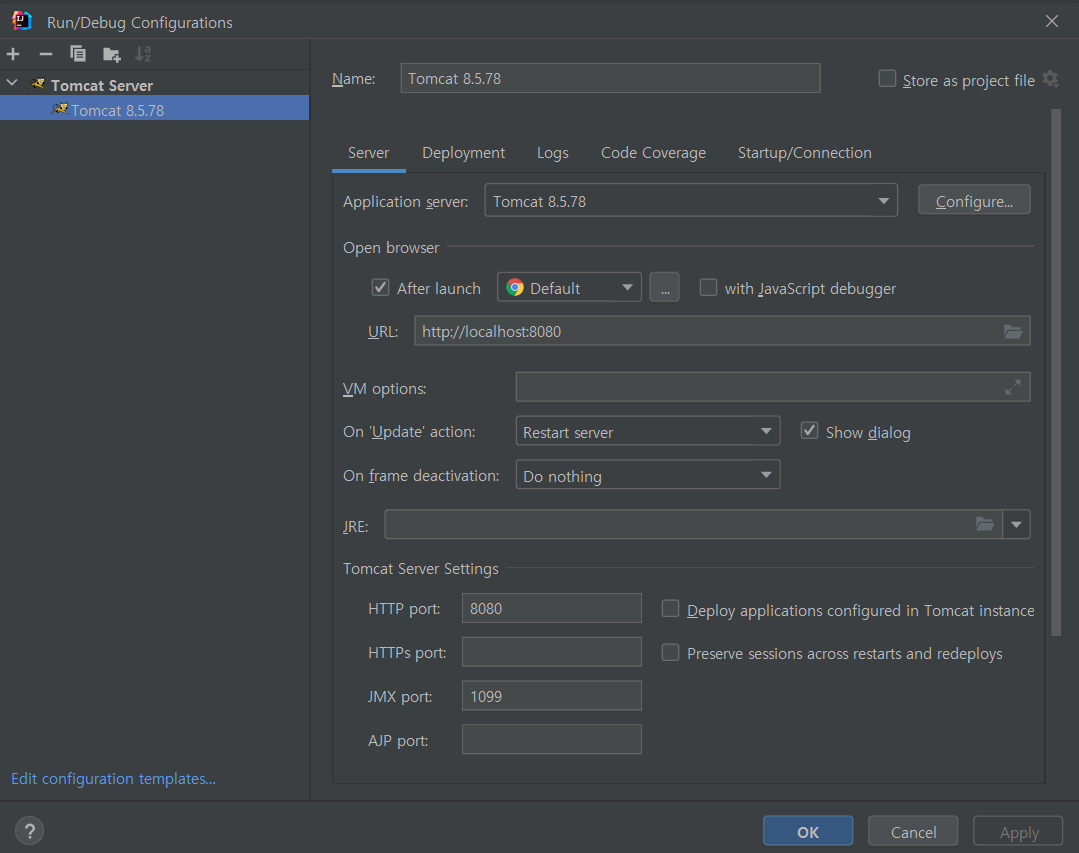 Run/Debug Configurations
Tomcat Server
Tomcat 8.5.78
Name: Tomcat 8.5.78 Store as project file
Server Deployment Logs Code Coverage Startup/Connection
Application server: Tomcat 8.5.78 Configure...
Open browser
After launch Default ... with JavaScript debugger
URL: http://localhost:8080
VM options:
On 'Update' action: Restart server Show dialog
On frame deactivation: Do nothing
JRE:
Tomcat Server Settings
HTTP port: 8080 Deploy applications configured in Tomcat instance
HTTPs port: Preserve sessions across restarts and redeploys
JMX port: 1099
AJP port:
Edit configuration templates...
? OK Cancel Apply